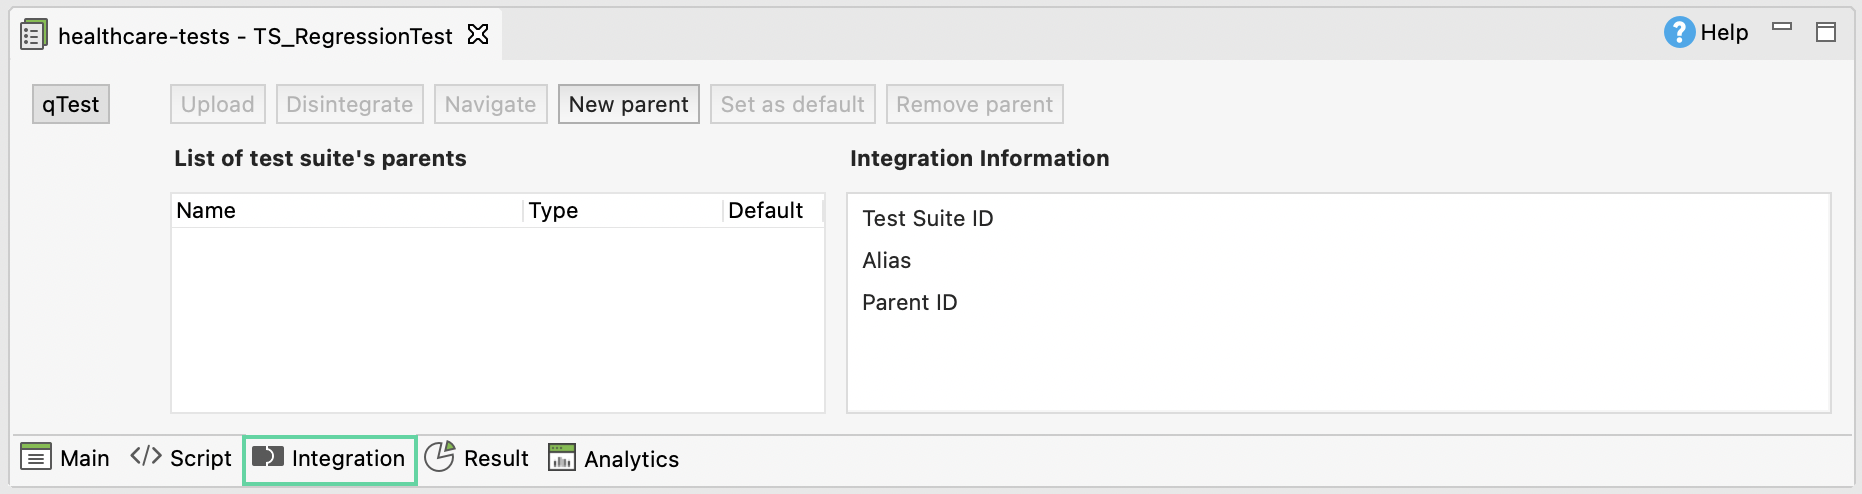 healthcare-tests - TS_RegressionTest
Help
qTest
Upload
Disintegrate
Navigate
New parent
Set as default
Remove parent
List of test suite's parents
Integration Information
Name
Type
Default
Test Suite ID
Alias
Parent ID
Main
Script
Integration
Result
Analytics